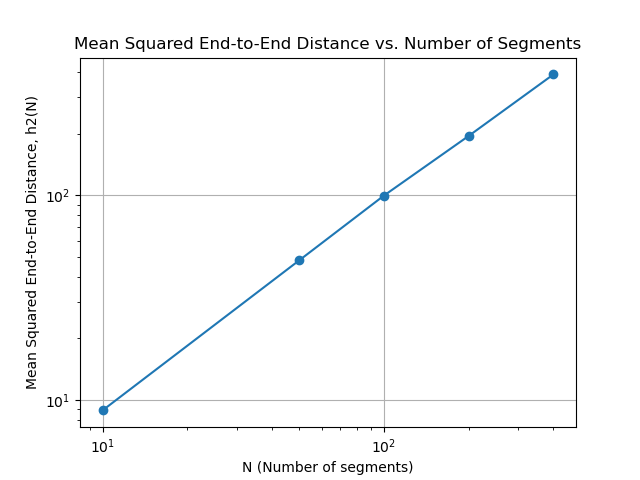 Mean Squared End-to-End Distance vs. Number of Segments
Mean Squared End-to-End Distance, h2(N)
10²
10¹
10¹
10²
N (Number of segments)